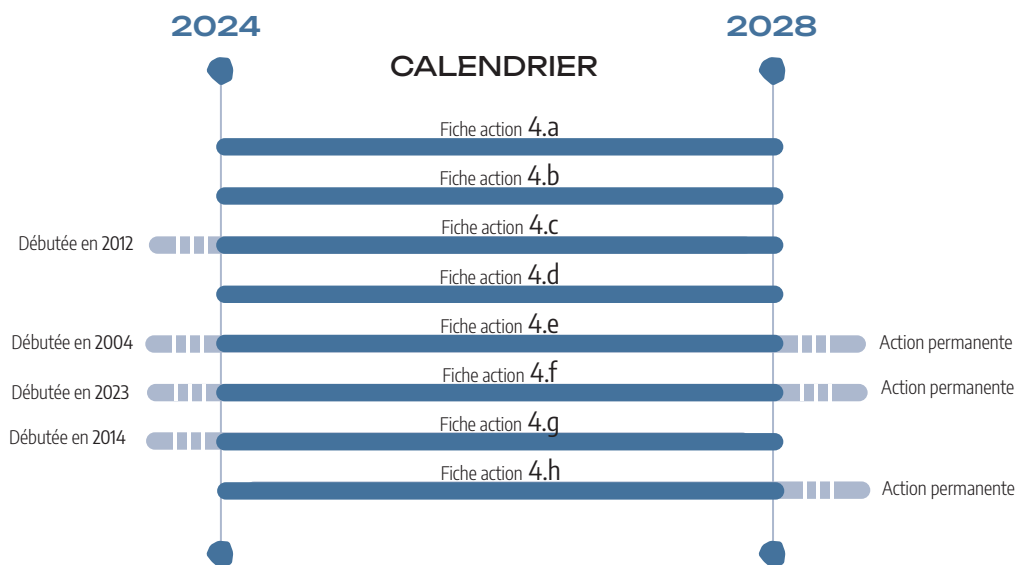 2024
2028
CALENDRIER
Fiche action 4.a
Fiche action 4.b
Fiche action 4.c
Débutée en 2012
Fiche action 4.d
Fiche action 4.e
Débutée en 2004
Action permanente
Fiche action 4.f
Débutée en 2023
Action permanente
Fiche action 4.g
Débutée en 2014
Fiche action 4.h
Action permanente